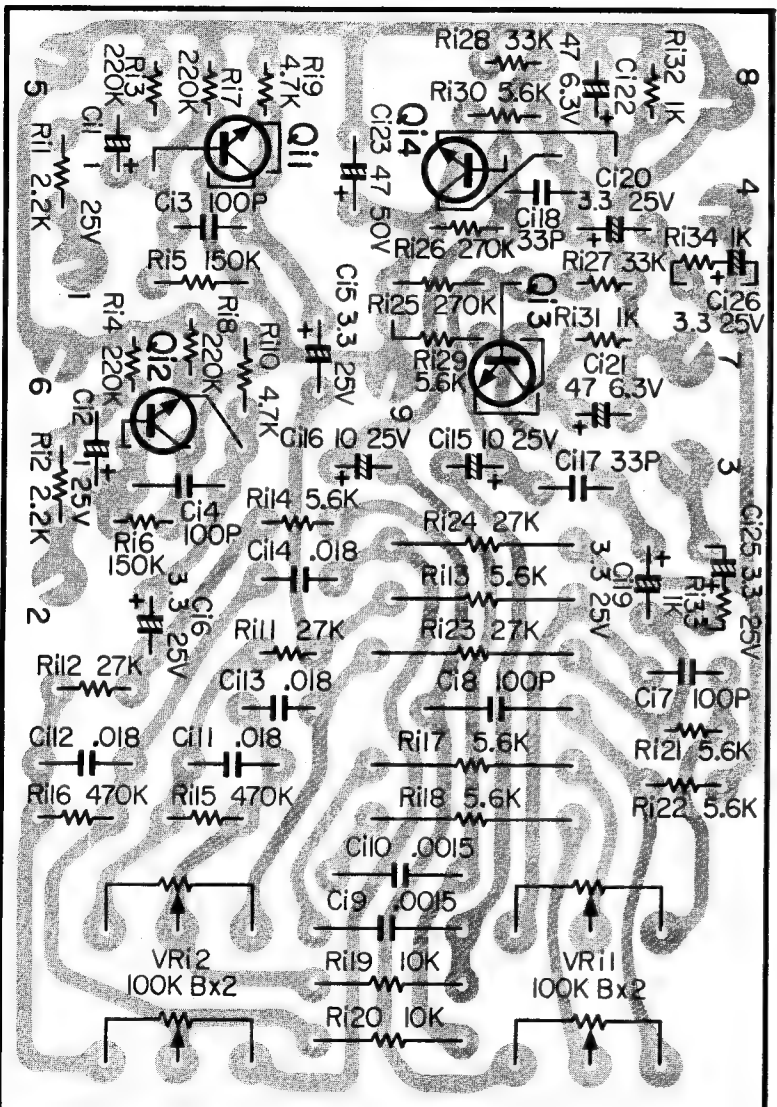 Ri28 33K
Ri30 5.6K
47 6.3V
Ci22
Ri32 1K
8
5
Ri3
220K
Ri7
220K
Ri9
4.7K
Ci1 1 25V
Ri1 2.2K
Qi1
Ci23 47 50V
Qi4
Ci20
3.3 25V
4
Ci3 100P
Ci18
33P
Ri34 1K
Ri26 270K
Ri5 150K
1
Ri27 33K
Ci26
3.3 25V
Ri25 270K
Qi3
Ci5 3.3 25V
Ri31 1K
Ri4
220K
Qi2
Ri8
220K
Ri10 4.7K
Ri29
5.6K
Ci21
47 6.3V
7
6
Ci2
1 25V
Ri2 2.2K
9
Ci16 10 25V
Ci15 10 25V
Ci17 33P
3
Ci4
100P
Ri14 5.6K
Ri6
150K
Ri24 27K
Ci14 .018
Ri13 5.6K
Ci19
3.3 25V
Ri33
1K
Ci25 3.3 25V
2
Ci6
3.3 25V
Ri11 27K
Ri23 27K
Ri12 27K
Ci13 .018
Ci8 100P
Ci7 100P
Ci12 .018
Ci11 .018
Ri17 5.6K
Ri21 5.6K
Ri16 470K
Ri15 470K
Ri18 5.6K
Ri22 5.6K
Ci10 .0015
Ci9 .0015
VRi2
100K Bx2
Ri19 10K
VRi1
100K Bx2
Ri20 10K